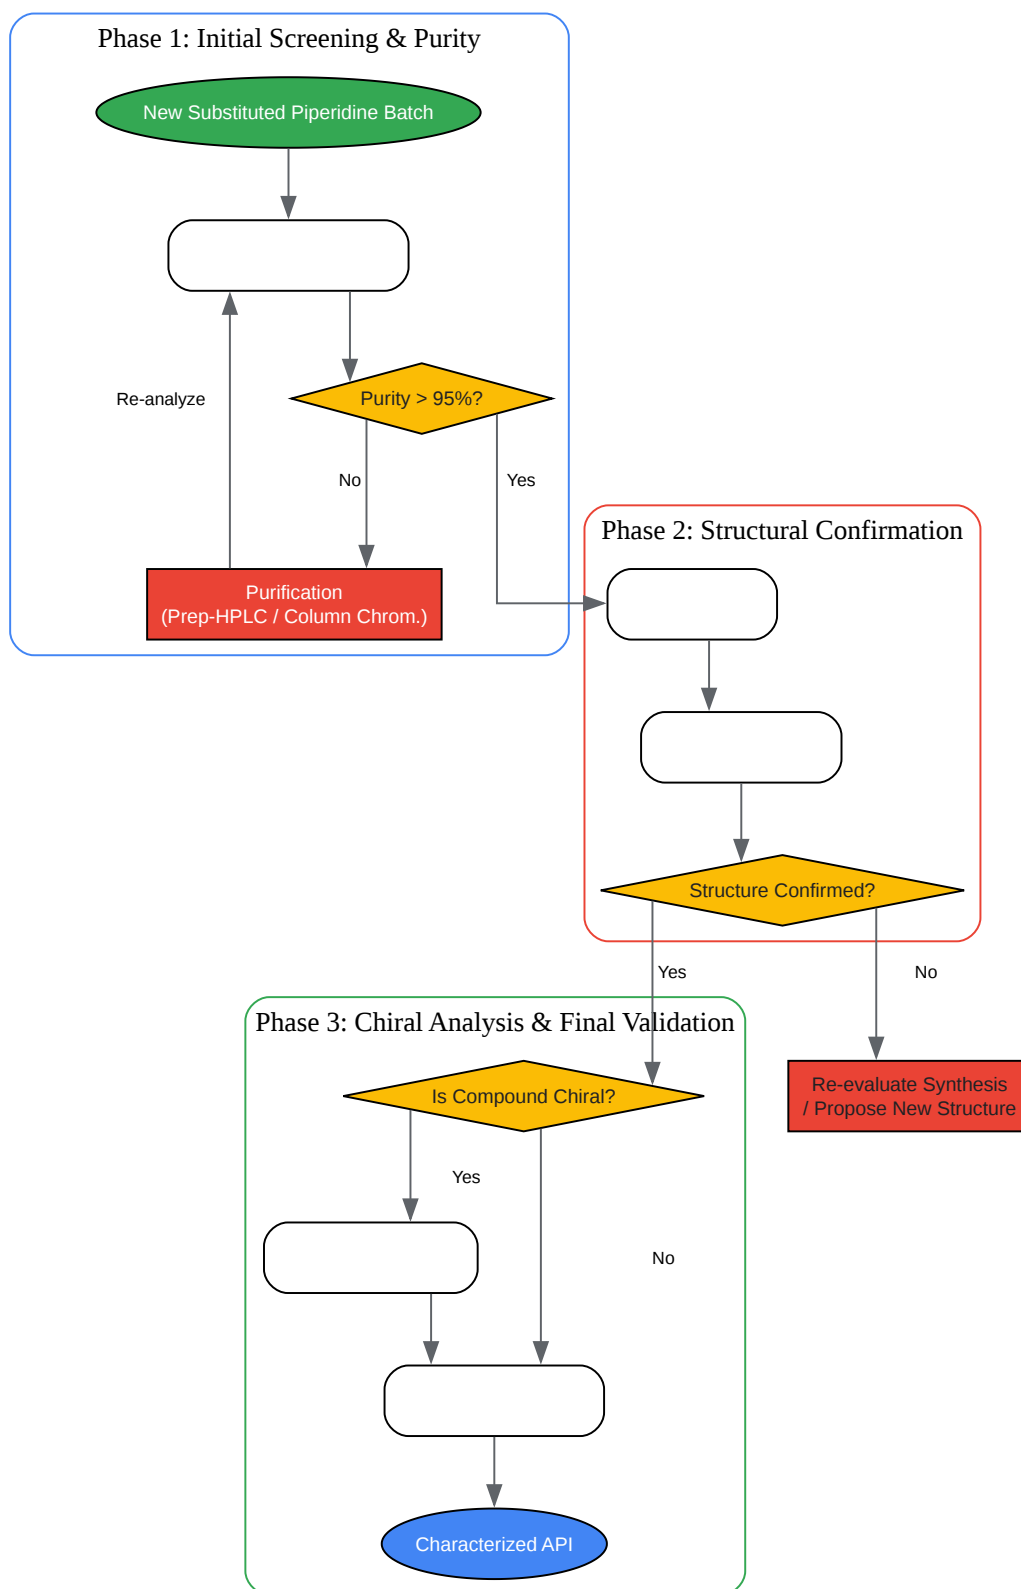 Phase 1: Initial Screening & Purity
New Substituted Piperidine Batch
Re-analyze
Purity > 95%?
No
Yes
Purification
(Prep-HPLC / Column Chrom.)
Phase 2: Structural Confirmation
Structure Confirmed?
Yes
No
Phase 3: Chiral Analysis & Final Validation
Is Compound Chiral?
Re-evaluate Synthesis
/ Propose New Structure
Yes
No
Characterized API